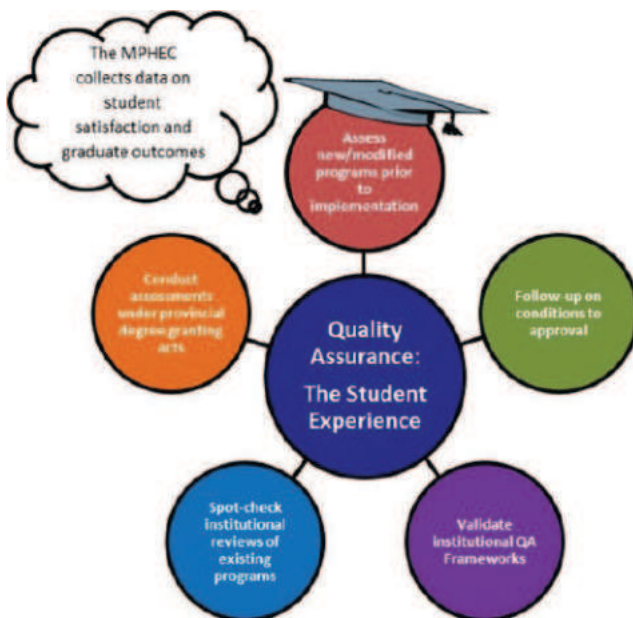 The MPHEC
collects data on
student
satisfaction and
graduate outcomes
Assess
new/modified
programs prior to
implementation
Conduct
assessments
under provincial
degree granting
acts
Follow-up on
conditions to
approval
Quality
Assurance:
The Student
Experience
Spot-check
institutional
reviews of
existing
programs
Validate
institutional QA
Frameworks